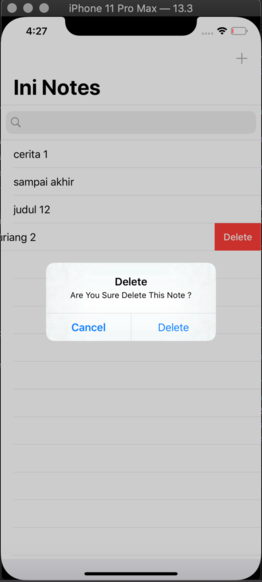 iPhone 11 Pro Max — 13.3
4:27
Ini Notes
cerita 1
sampai akhir
judul 12
ariang 2
Delete
Delete
Are You Sure Delete This Note ?
Cancel
Delete